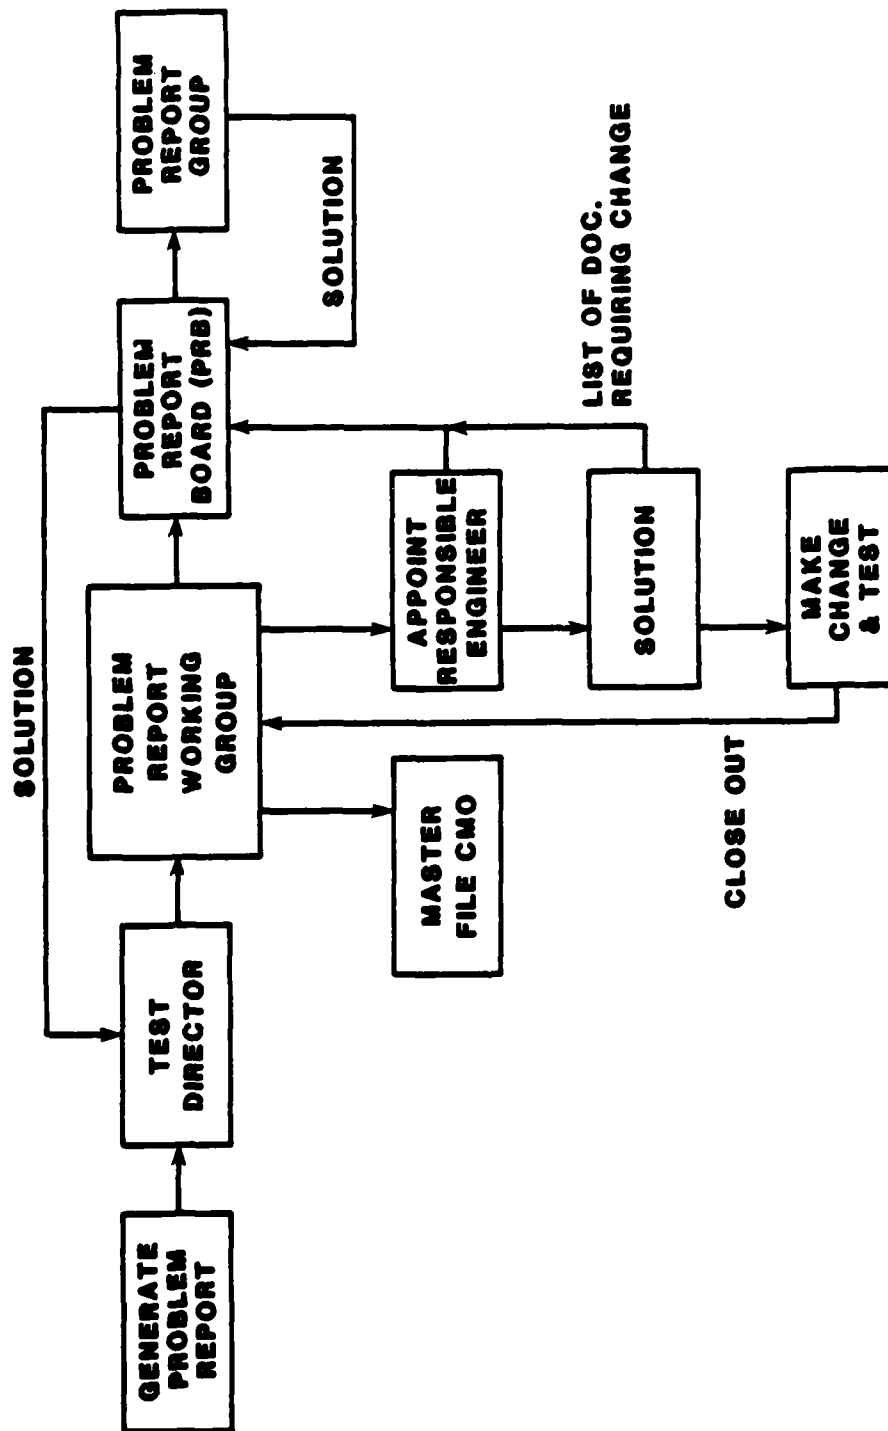 SOLUTION
GENERATE
PROBLEM
REPORT
TEST
DIRECTOR
PROBLEM
REPORT
WORKING
GROUP
PROBLEM
REPORT
BOARD (PRB)
PROBLEM
REPORT
GROUP
SOLUTION
MASTER
FILE CMO
APPOINT
RESPONSIBLE
ENGINEER
LIST OF DOC.
REQUIRING CHANGE
SOLUTION
CLOSE OUT
MAKE
CHANGE
& TEST